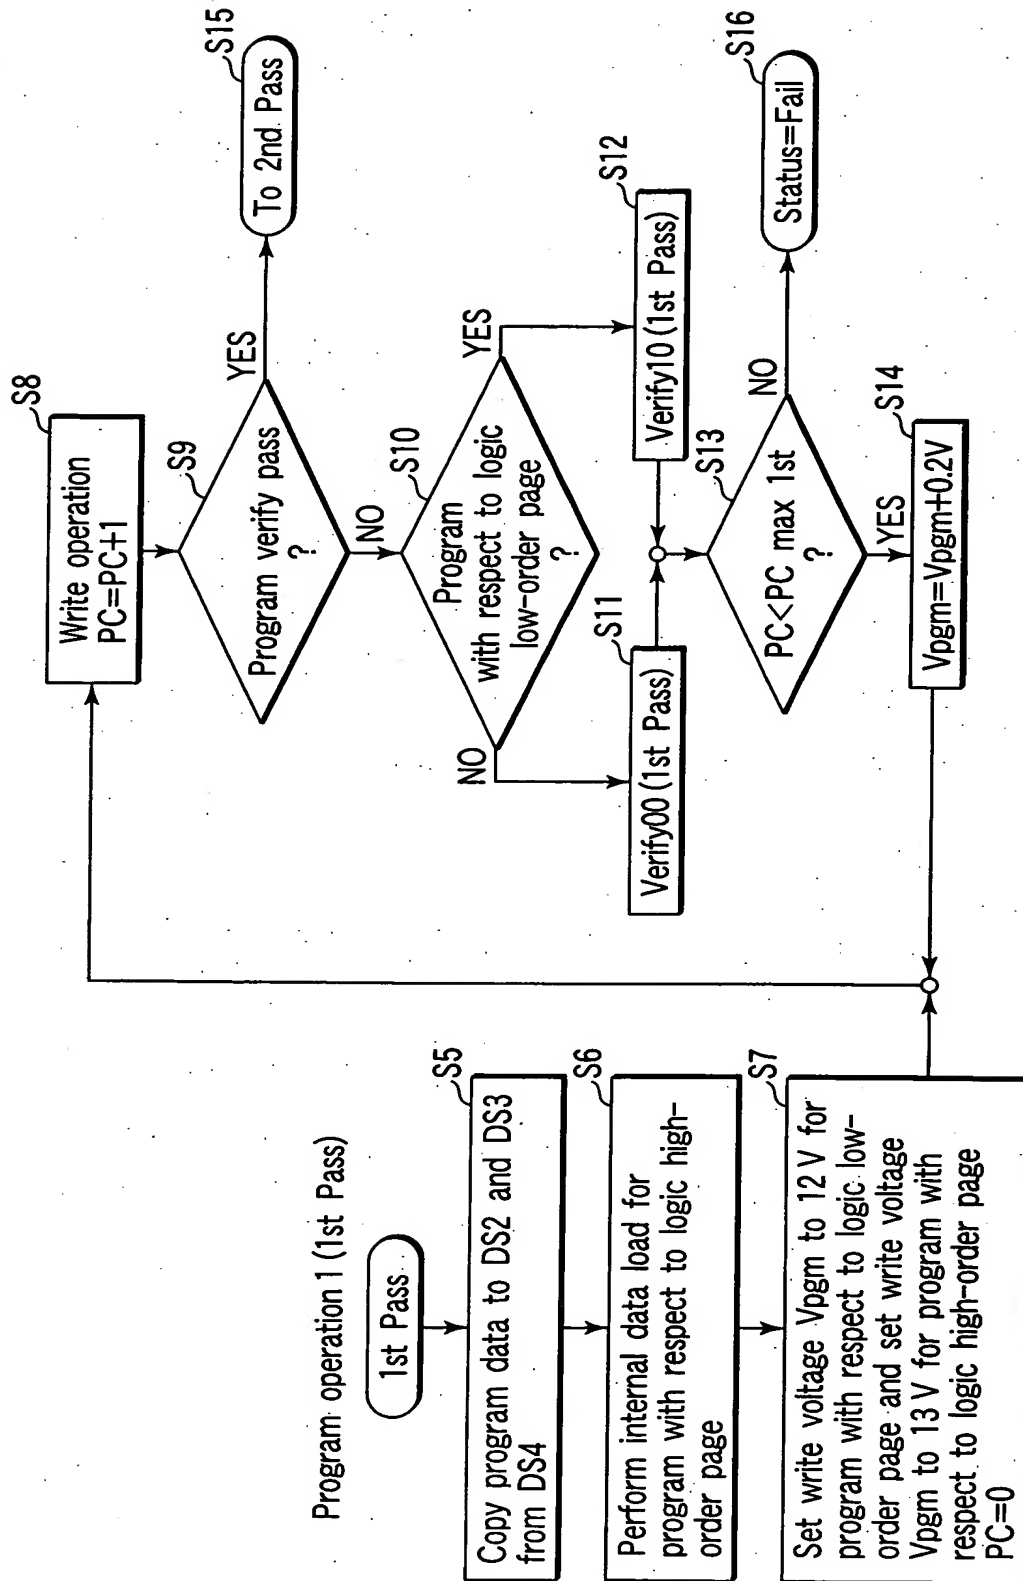 Program operation 1 (1st Pass)
1st Pass
S5
Copy program data to DS2 and DS3
from DS4
S6
Perform internal data load for
program with respect to logic high-
order page
S7
Set write voltage Vpgm to 12 V for
program with respect to logic low-
order page and set write voltage
Vpgm to 13 V for program with
respect to logic high-order page
PC=0
S8
Write operation
PC=PC+1
S9
Program verify pass
?
YES
S15
To 2nd Pass
NO
S10
Program
with respect to logic
low-order page
?
NO
YES
S11
Verify00 (1st Pass)
S12
Verify10 (1st Pass)
S13
PC<PC max 1st
?
NO
S16
Status=Fail
YES
S14
Vpgm=Vpgm+0.2V